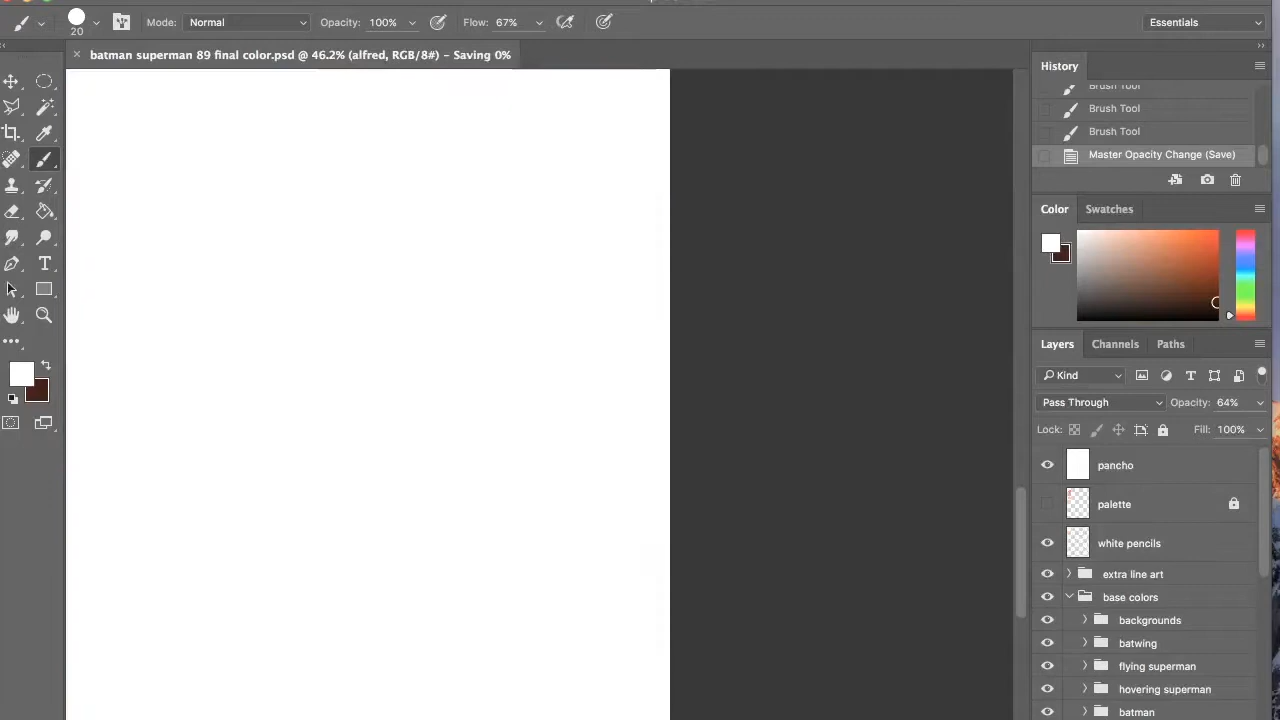 Mode: Normal Opacity: 100% Flow: 67% Essentials
20
batman superman 89 final color.psd @ 46.2% (alfred, RGB/8#) – Saving 0%
History
Brush Tool
Brush Tool
Brush Tool
Master Opacity Change (Save)
Color Swatches
Layers Channels Paths
Kind
Pass Through Opacity: 64%
Lock: Fill: 100%
pancho
palette
white pencils
extra line art
base colors
backgrounds
batwing
flying superman
hovering superman
batman